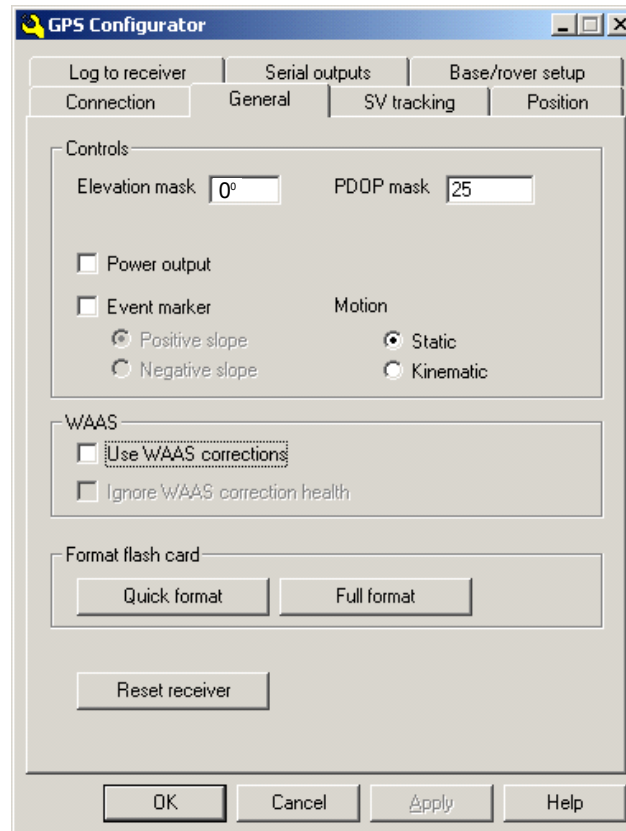 GPS Configurator
Log to receiver Serial outputs Base/rover setup
Connection General SV tracking Position
Controls
Elevation mask 0º PDOP mask 25
Power output
Event marker Motion
Positive slope Static
Negative slope Kinematic
WAAS
Use WAAS corrections
Ignore WAAS correction health
Format flash card
Quick format Full format
Reset receiver
OK Cancel Apply Help